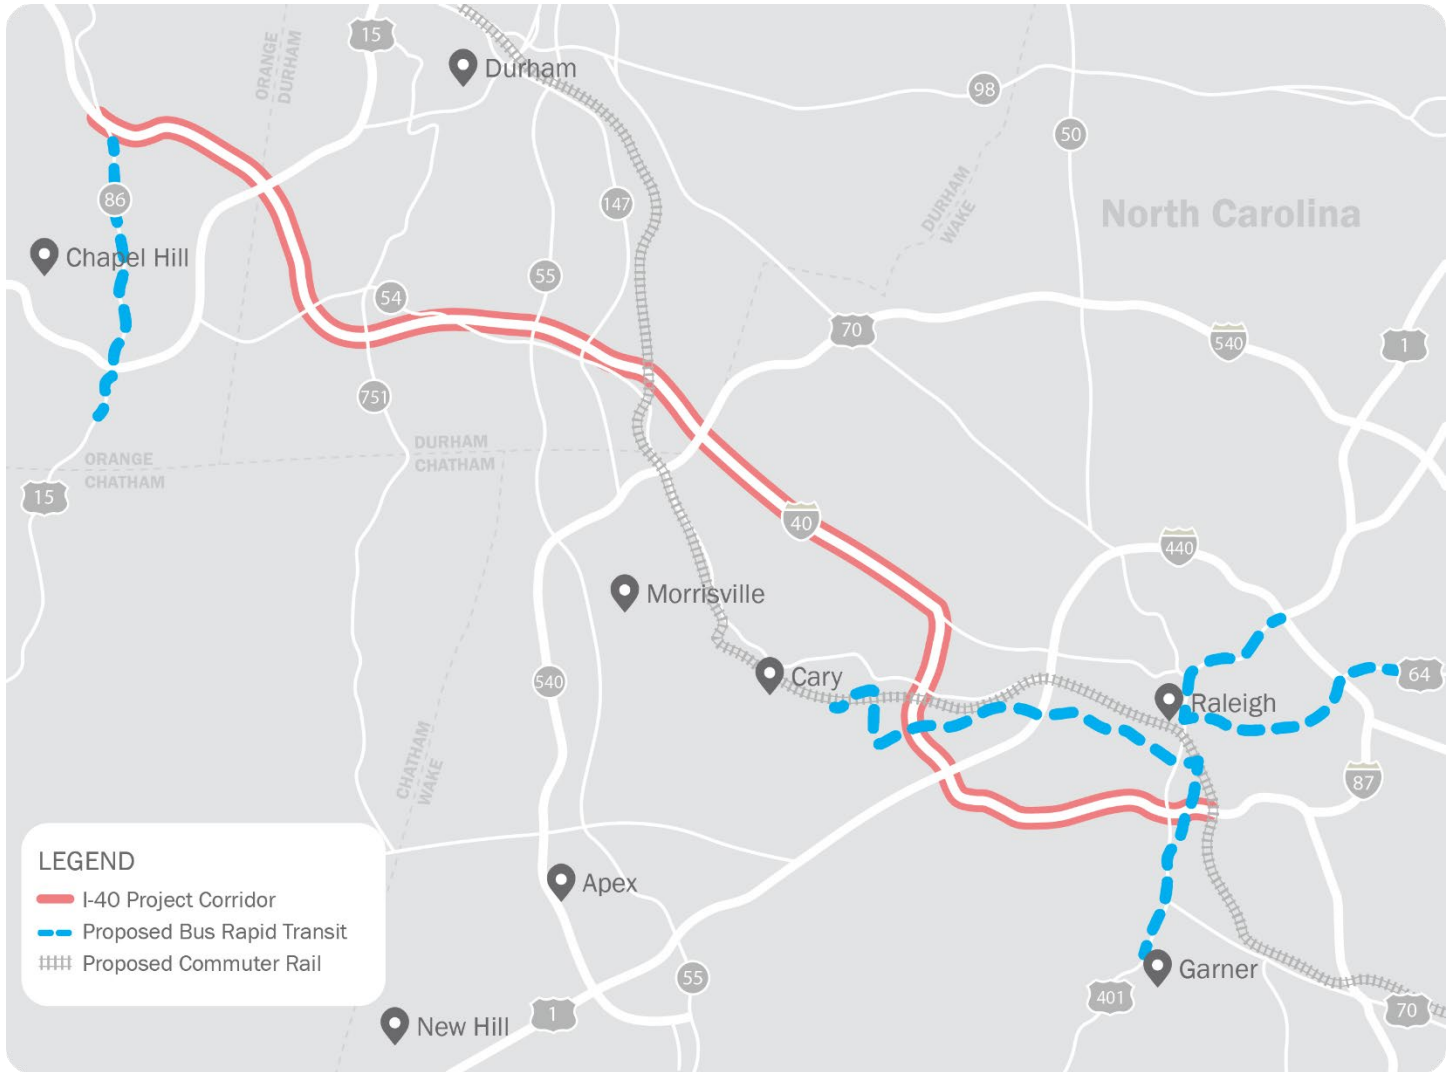 15
ORANGE
DURHAM
Durham
98
50
86
147
DURHAM
WAKE
North Carolina
Chapel Hill
55
54
70
540
1
751
DURHAM
CHATHAM
ORANGE
CHATHAM
15
40
440
Morrisville
Cary
540
64
Raleigh
CHATHAM
WAKE
87
LEGEND
I-40 Project Corridor
Proposed Bus Rapid Transit
Proposed Commuter Rail
Apex
Garner
55
401
70
New Hill
1